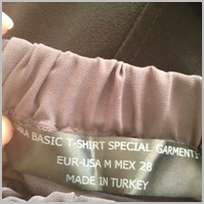 BASIC T-SHIRT SPECIAL GARMENT
EUR-USA M MEX 28
MADE IN TURKEY